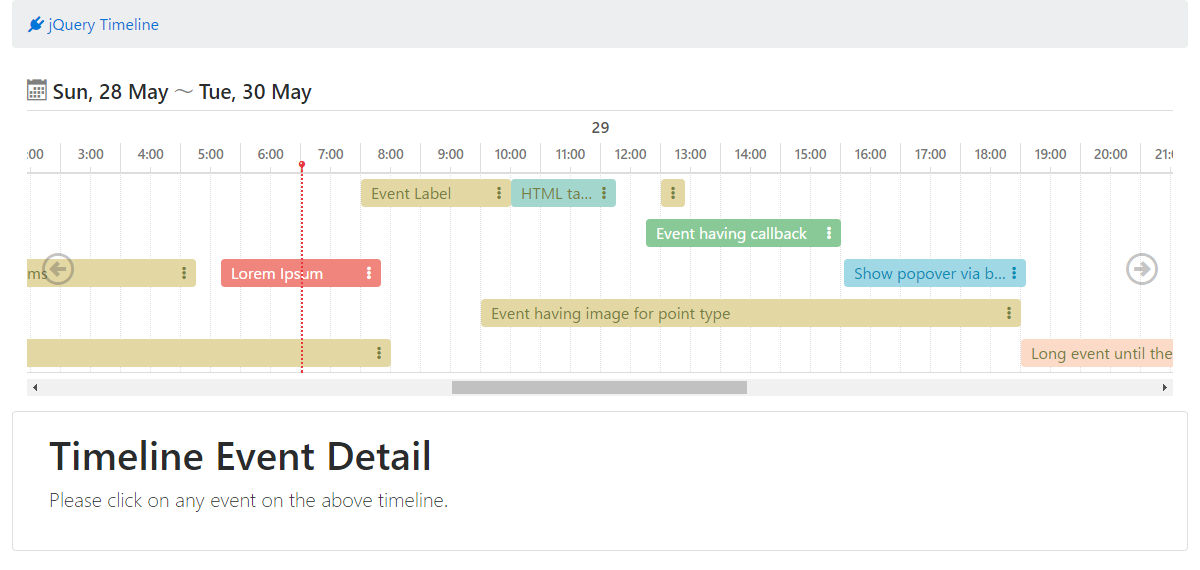 jQuery Timeline
Sun, 28 May ～ Tue, 30 May
29
:00 3:00 4:00 5:00 6:00 7:00 8:00 9:00 10:00 11:00 12:00 13:00 14:00 15:00 16:00 17:00 18:00 19:00 20:00 21:
Event Label HTML ta...
Event having callback
ms Lorem Ipsum Show popover via b...
Event having image for point type
Long event until the
Timeline Event Detail
Please click on any event on the above timeline.